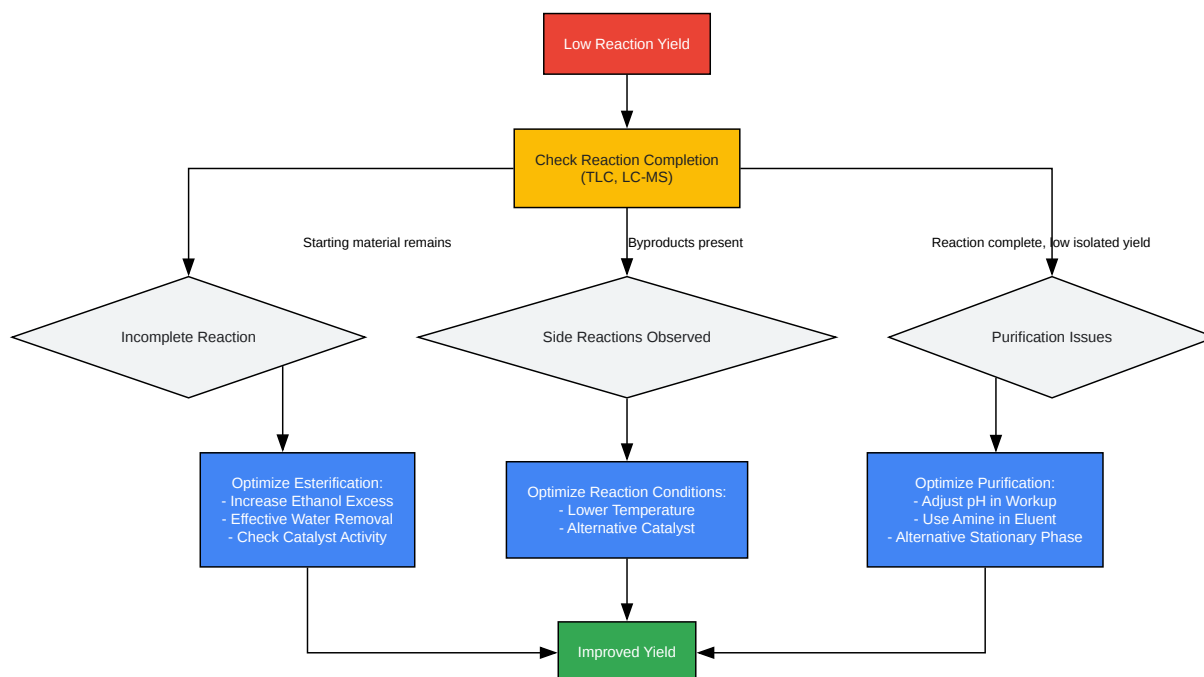 Low Reaction Yield
Check Reaction Completion
(TLC, LC-MS)
Starting material remains
Byproducts present
Reaction complete, low isolated yield
Incomplete Reaction
Side Reactions Observed
Purification Issues
Optimize Esterification:
- Increase Ethanol Excess
- Effective Water Removal
- Check Catalyst Activity
Optimize Reaction Conditions:
- Lower Temperature
- Alternative Catalyst
Optimize Purification:
- Adjust pH in Workup
- Use Amine in Eluent
- Alternative Stationary Phase
Improved Yield